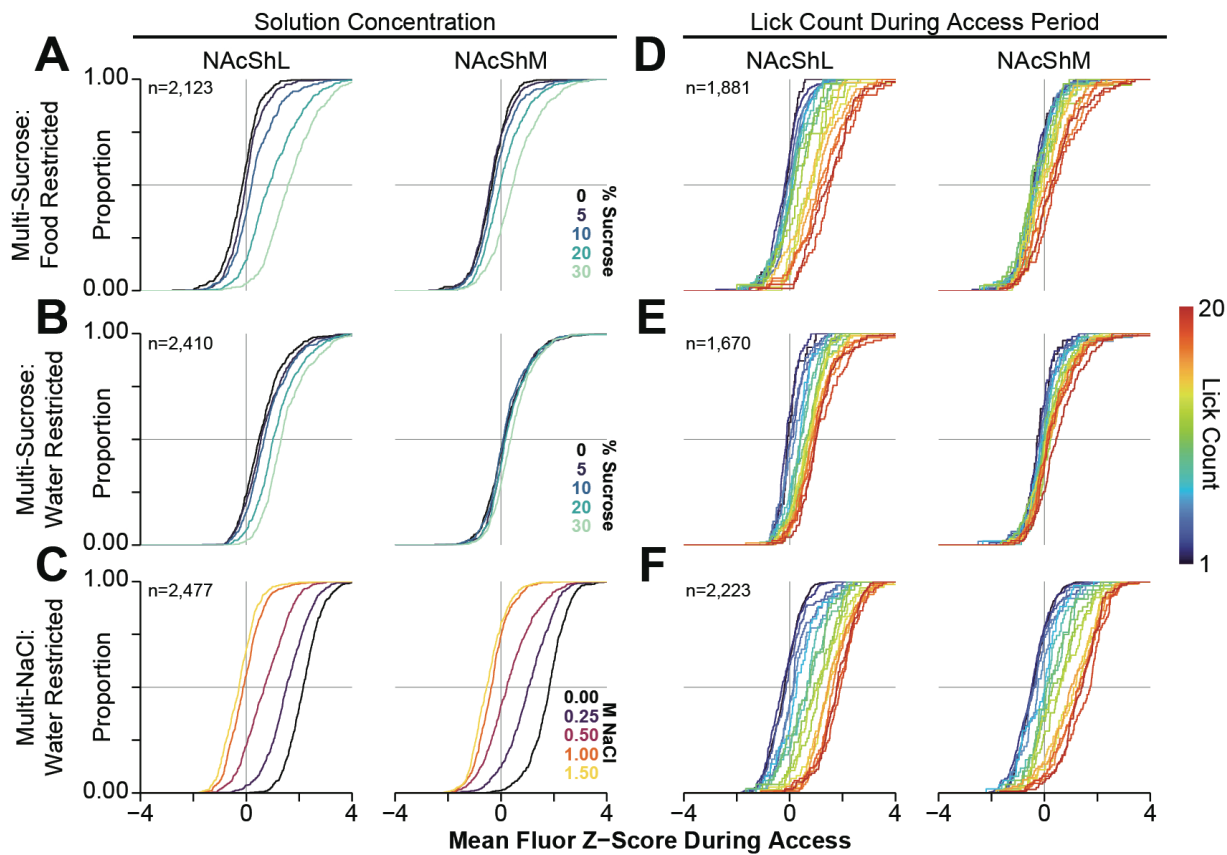 Solution Concentration
Lick Count During Access Period
A
NAcShL
NAcShM
D
NAcShL
NAcShM
Multi-Sucrose:
Food Restricted
Proportion
1.00
0.00
n=2,123
% Sucrose
0
5
10
20
30
n=1,881
B
E
Multi-Sucrose:
Water Restricted
Proportion
1.00
0.00
n=2,410
% Sucrose
0
5
10
20
30
n=1,670
20
Lick Count
1
C
F
Multi-NaCl:
Water Restricted
Proportion
1.00
0.00
n=2,477
M NaCl
0.00
0.25
0.50
1.00
1.50
n=2,223
−4 0 4
−4 0 4
−4 0 4
−4 0 4
Mean Fluor Z−Score During Access